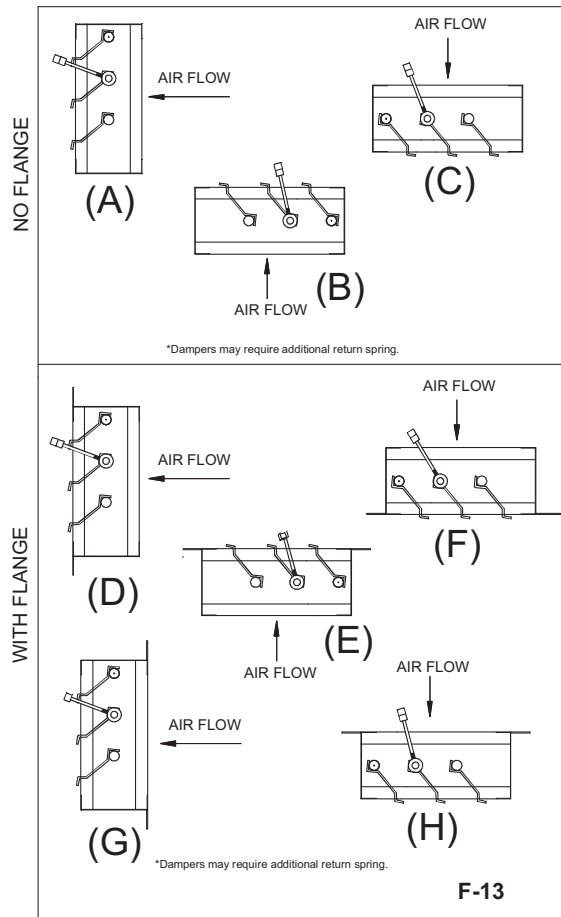 NO FLANGE
AIR FLOW
(A)
AIR FLOW
(C)
AIR FLOW
(B)
*Dampers may require additional return spring.
WITH FLANGE
AIR FLOW
(D)
AIR FLOW
(F)
AIR FLOW
(E)
AIR FLOW
(G)
AIR FLOW
(H)
*Dampers may require additional return spring.
F-13